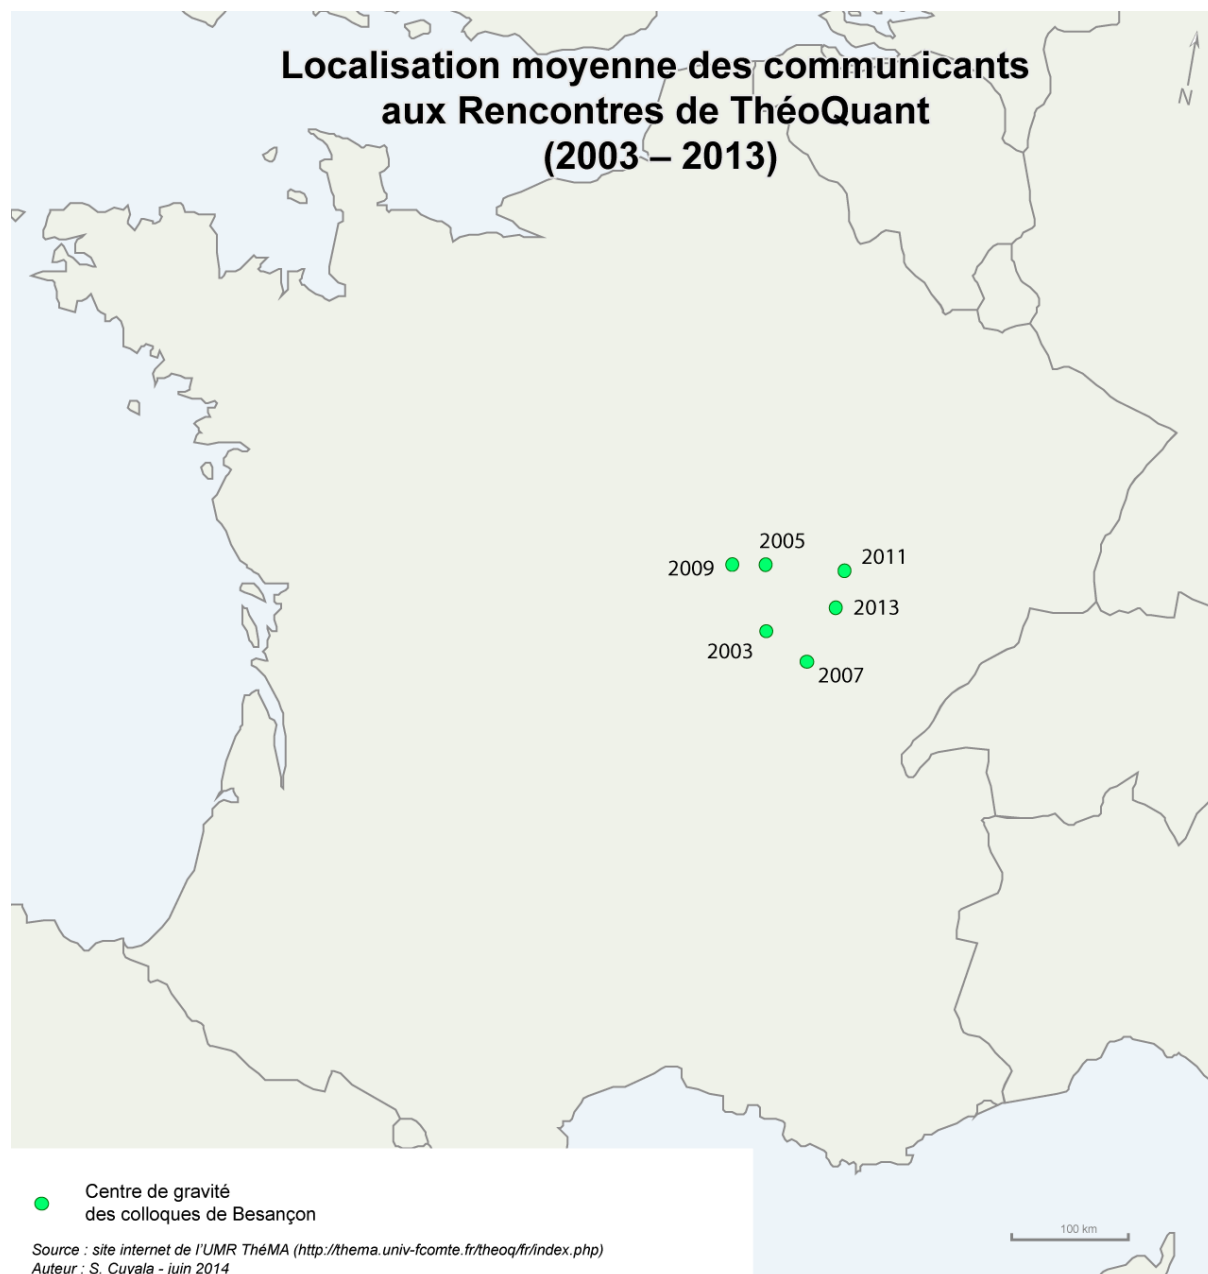 Localisation moyenne des communicants
aux Rencontres de ThéoQuant
(2003 – 2013)
N
2005
2009
2011
2013
2003
2007
Centre de gravité
des colloques de Besançon
100 km
Source : site internet de l'UMR ThéMA (http://thema.univ-fcomte.fr/theoq/fr/index.php)
Auteur : S. Cuyala - juin 2014